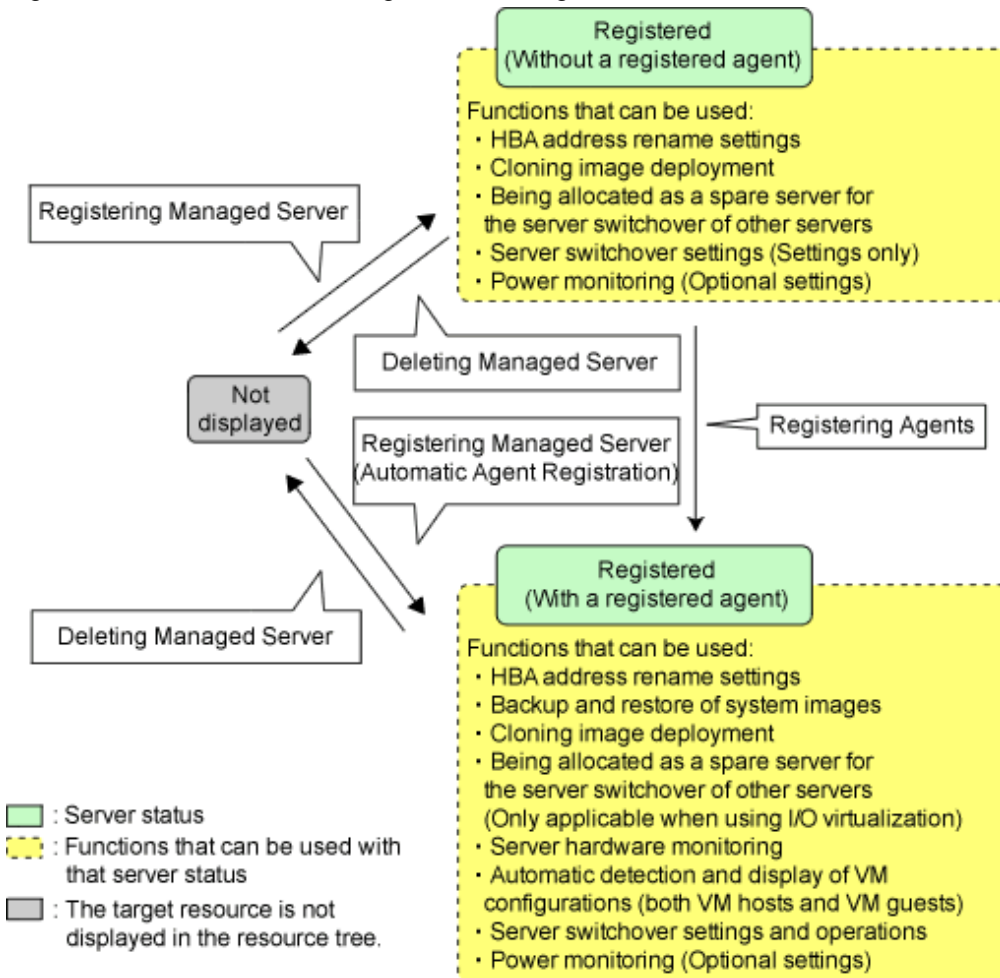 Registered
(Without a registered agent)
Functions that can be used:
・HBA address rename settings
・Cloning image deployment
・Being allocated as a spare server for
the server switchover of other servers
・Server switchover settings (Settings only)
・Power monitoring (Optional settings)
Registering Managed Server
Deleting Managed Server
Not
displayed
Registering Managed Server
(Automatic Agent Registration)
Registering Agents
Deleting Managed Server
Registered
(With a registered agent)
Functions that can be used:
・HBA address rename settings
・Backup and restore of system images
・Cloning image deployment
・Being allocated as a spare server for
the server switchover of other servers
(Only applicable when using I/O virtualization)
・Server hardware monitoring
・Automatic detection and display of VM
configurations (both VM hosts and VM guests)
・Server switchover settings and operations
・Power monitoring (Optional settings)
: Server status
: Functions that can be used with
that server status
: The target resource is not
displayed in the resource tree.